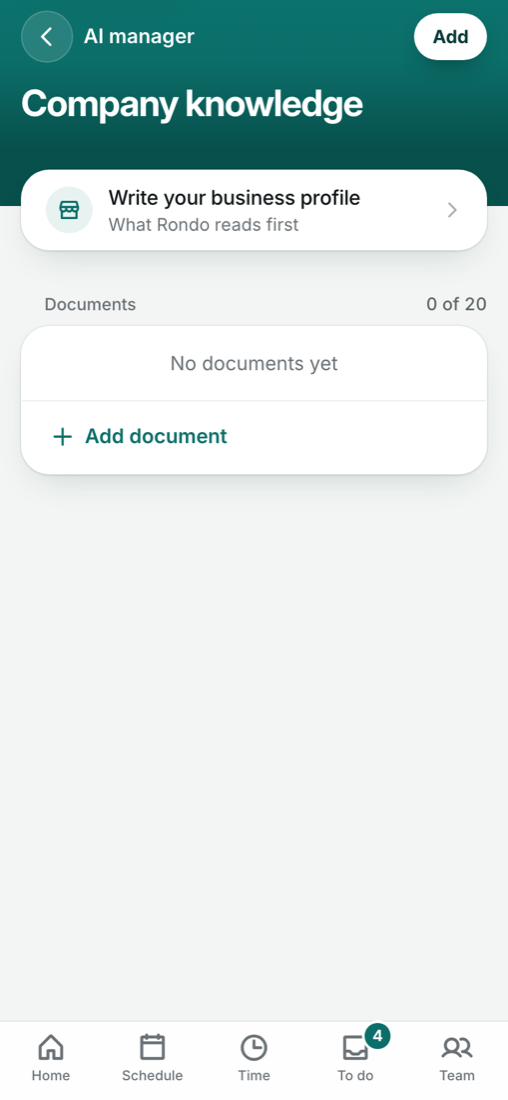 AI manager
Add
Company knowledge
Write your business profile
What Rondo reads first
Documents
0 of 20
No documents yet
Add document
4
Home
Schedule
Time
To do
Team